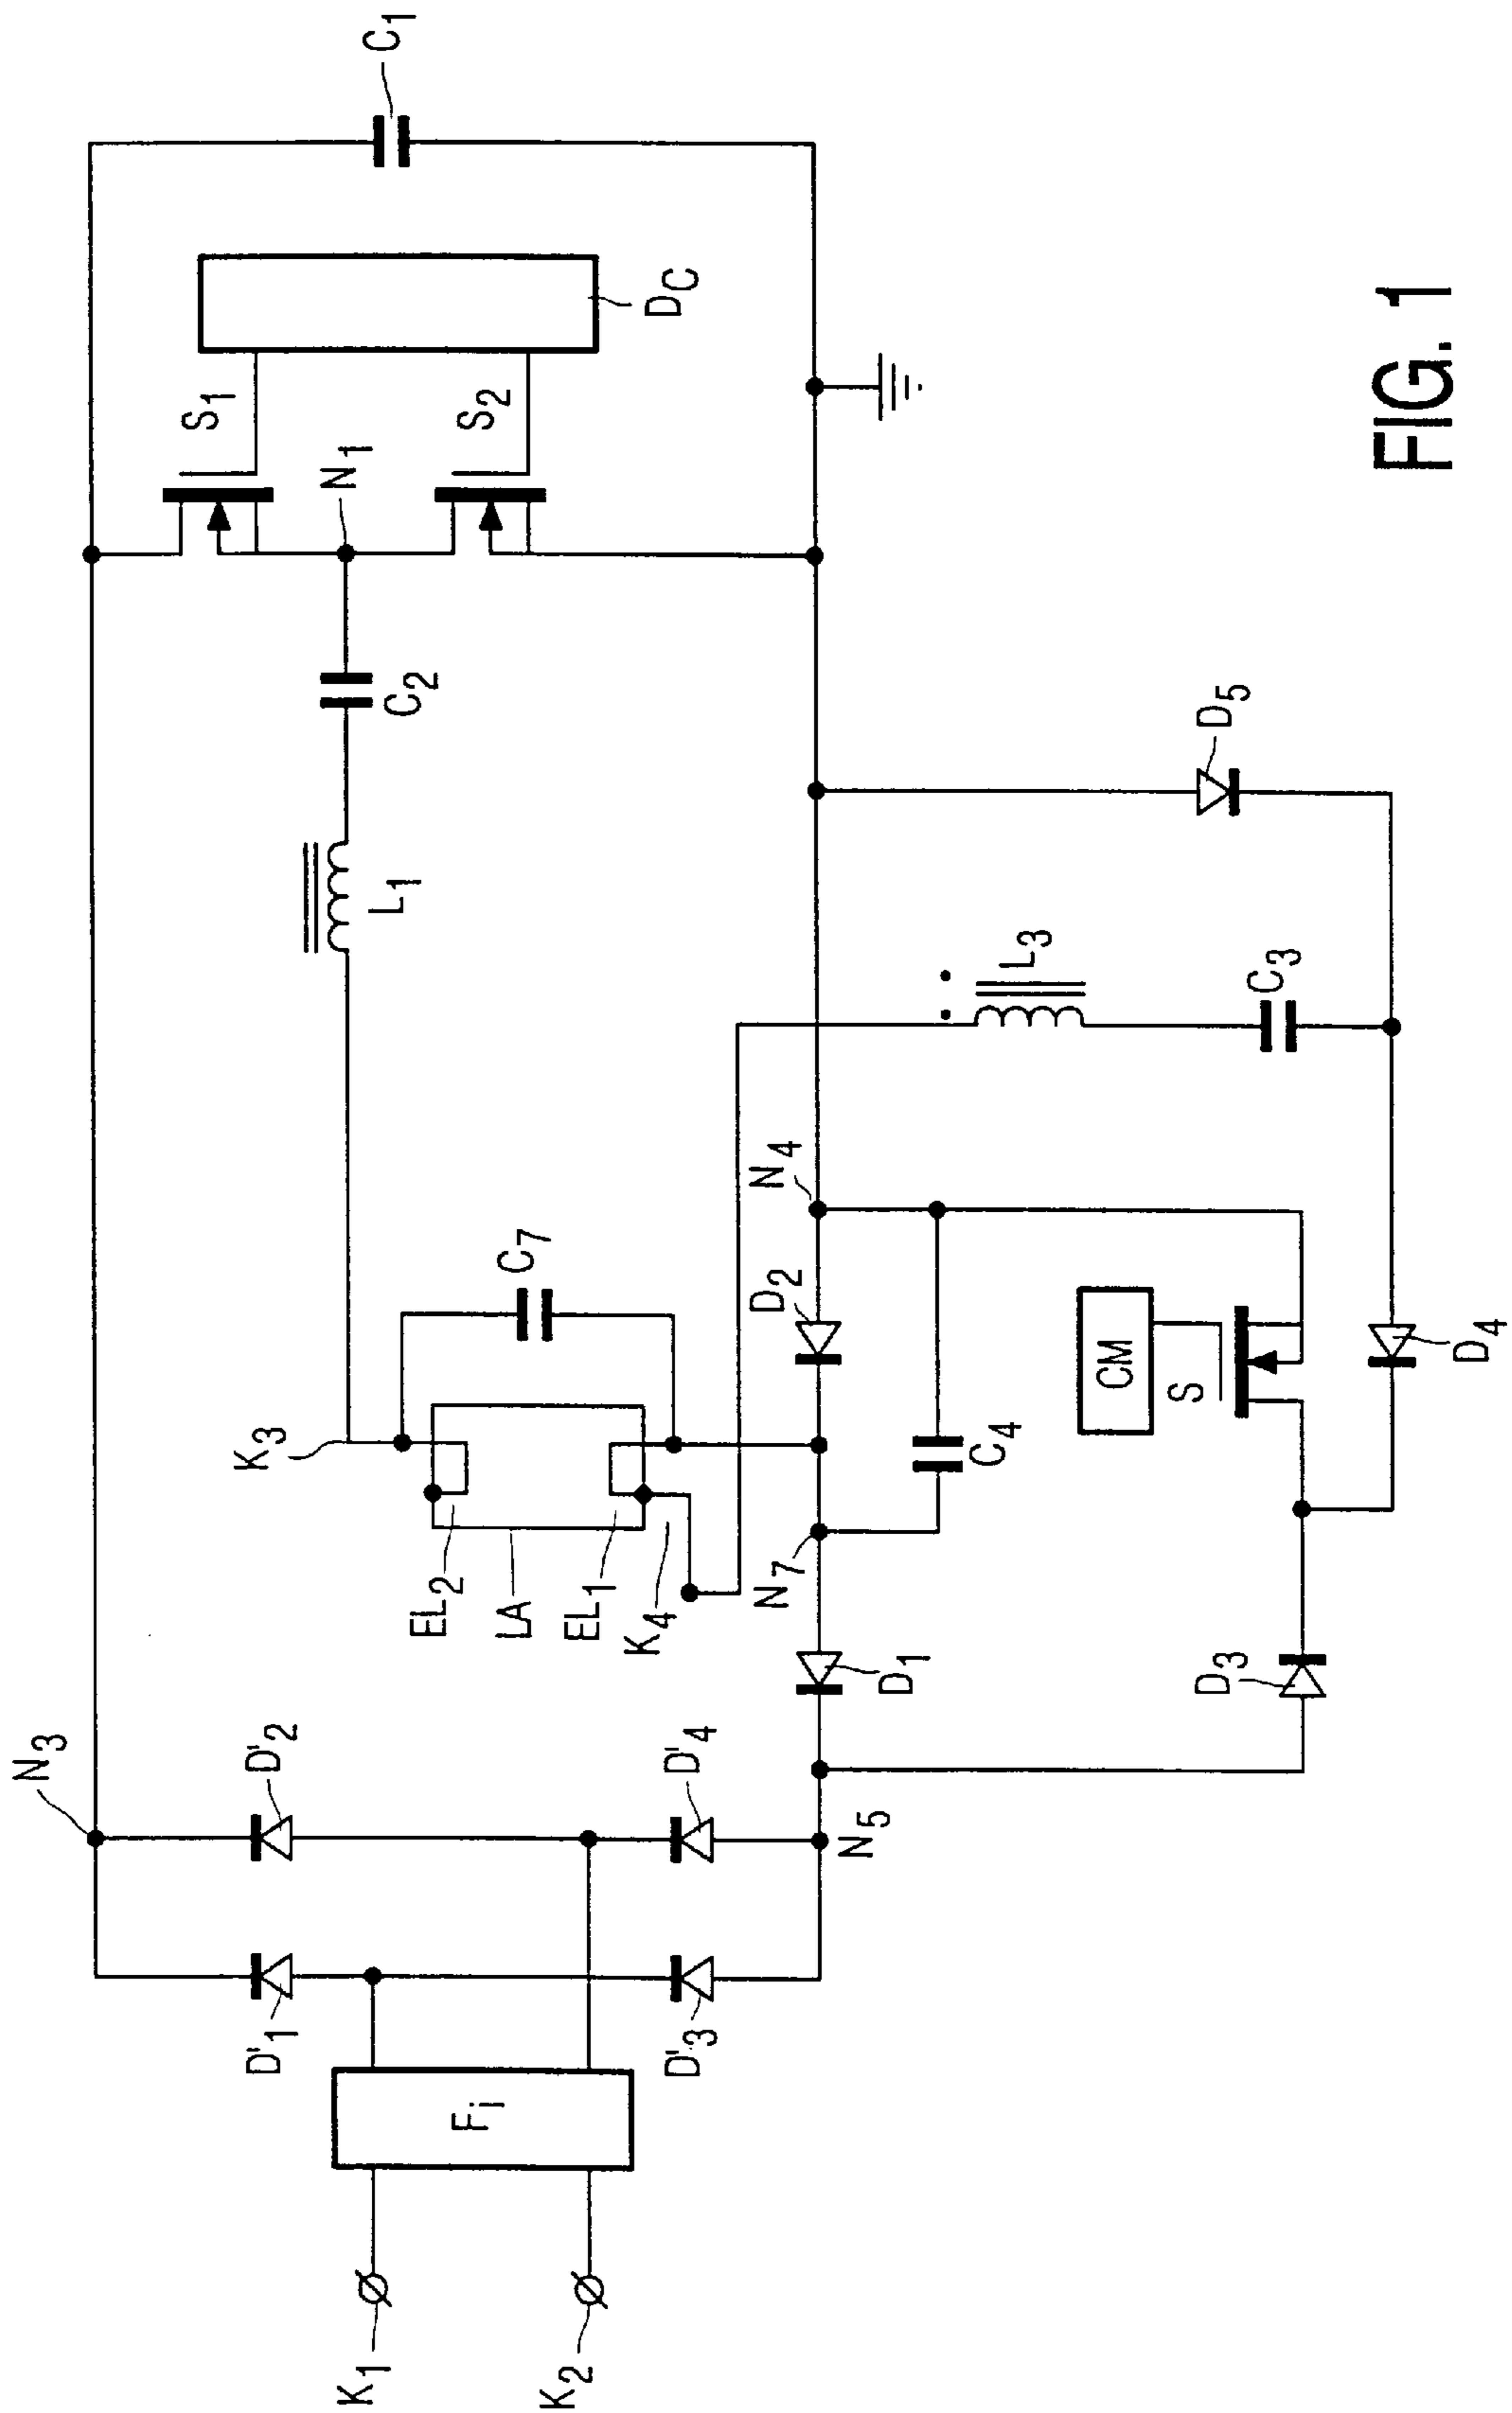 N3
K1
K2
Fi
D'1
D'2
D'3
D'4
N5
K3
EL2
LA
EL1
K4
C7
L1
C2
N1
S1
S2
DC
C1
N7
D1
D2
N4
C4
L3
C3
D5
D3
CM
S
D4
FIG. 1